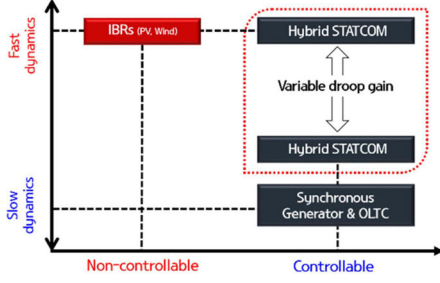 Fast
dynamics
IBRs (PV, Wind)
Hybrid STATCOM
Variable droop gain
Hybrid STATCOM
Slow
dynamics
Synchronous
Generator & OLTC
Non-controllable
Controllable